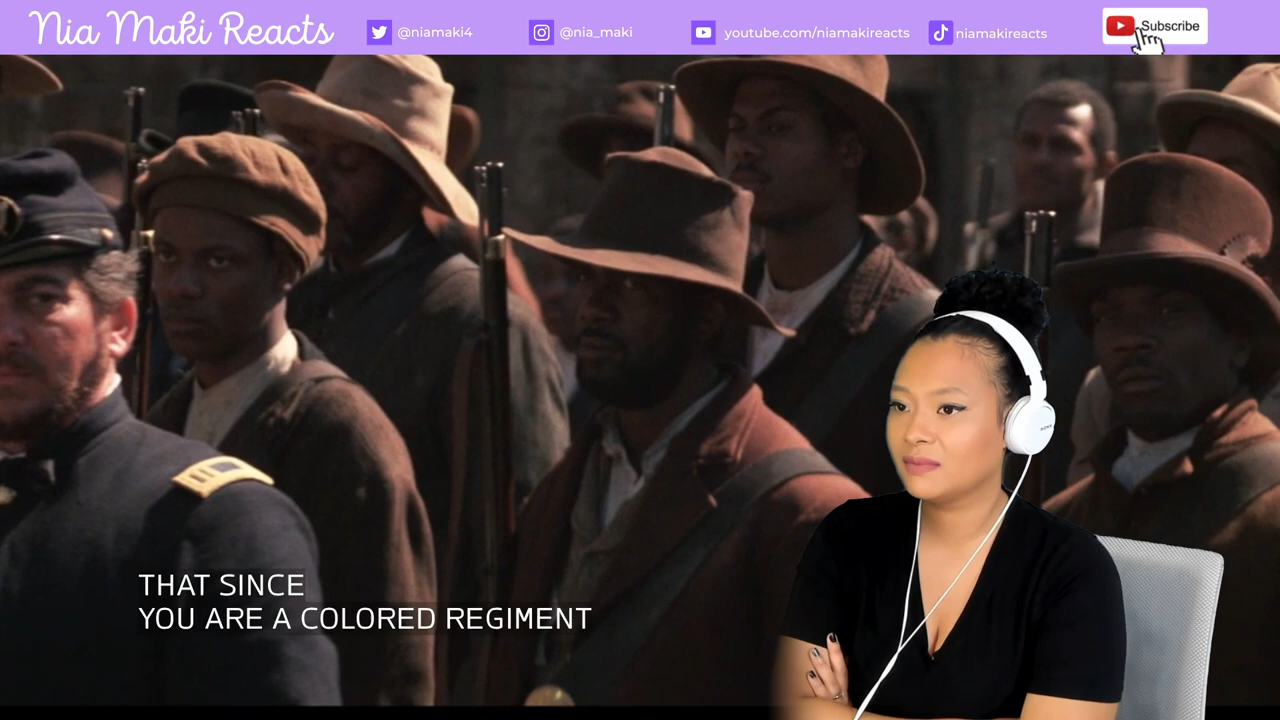 Nia Maki Reacts
@niamaki4
@nia_maki
youtube.com/niamakireacts
niamakireacts
Subscribe
THAT SINCE
YOU ARE A COLORED REGIMENT